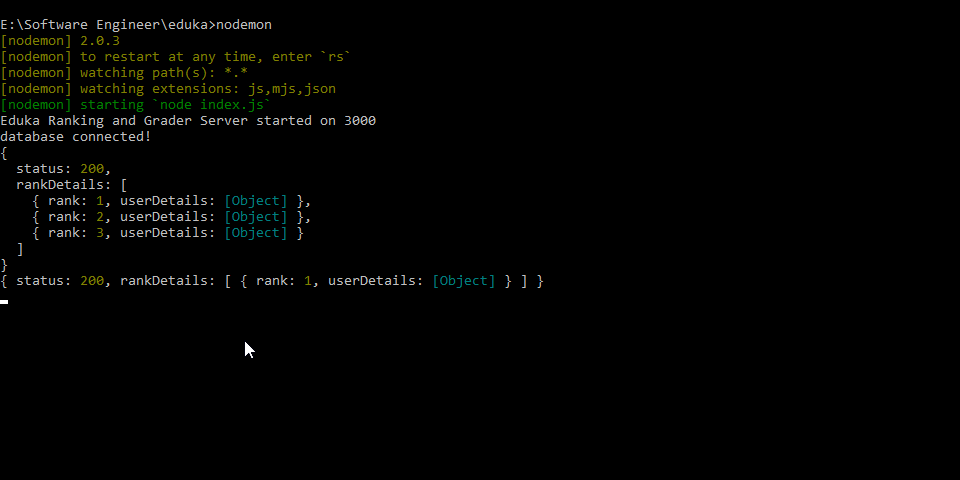 E:\Software Engineer\eduka>nodemon
[nodemon] 2.0.3
[nodemon] to restart at any time, enter `rs`
[nodemon] watching path(s): *.*
[nodemon] watching extensions: js,mjs,json
[nodemon] starting `node index.js`
Eduka Ranking and Grader Server started on 3000
database connected!
{
  status: 200,
  rankDetails: [
    { rank: 1, userDetails: [Object] },
    { rank: 2, userDetails: [Object] },
    { rank: 3, userDetails: [Object] }
  ]
}
{ status: 200, rankDetails: [ { rank: 1, userDetails: [Object] } ] }